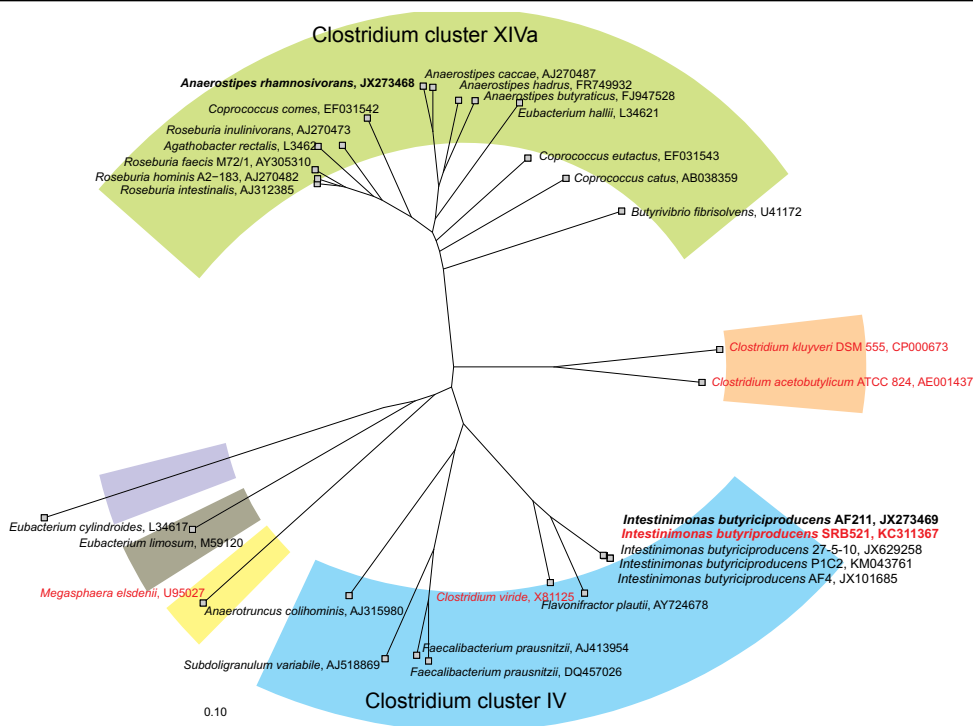 Clostridium cluster XIVa
Anaerostipes caccae, AJ270487
Anaerostipes rhamnosivorans, JX273468
Anaerostipes hadrus, FR749932
Anaerostipes butyraticus, FJ947528
Coprococcus comes, EF031542
Eubacterium hallii, L34621
Roseburia inulinivorans, AJ270473
Agathobacter rectalis, L3462
Roseburia faecis M72/1, AY305310
Coprococcus eutactus, EF031543
Roseburia hominis A2−183, AJ270482
Coprococcus catus, AB038359
Roseburia intestinalis, AJ312385
Butyrivibrio fibrisolvens, U41172
Clostridium kluyveri DSM 555, CP000673
Clostridium acetobutylicum ATCC 824, AE001437
Eubacterium cylindroides, L34617
Eubacterium limosum, M59120
Intestinimonas butyriciproducens AF211, JX273469
Intestinimonas butyriciproducens SRB521, KC311367
Intestinimonas butyriciproducens 27-5-10, JX629258
Intestinimonas butyriciproducens P1C2, KM043761
Intestinimonas butyriciproducens AF4, JX101685
Megasphaera elsdenii, U95027
Clostridium viride, X81125
Flavonifractor plautii, AY724678
Anaerotruncus colihominis, AJ315980
Faecalibacterium prausnitzii, AJ413954
Subdoligranulum variabile, AJ518869
Faecalibacterium prausnitzii, DQ457026
Clostridium cluster IV
0.10